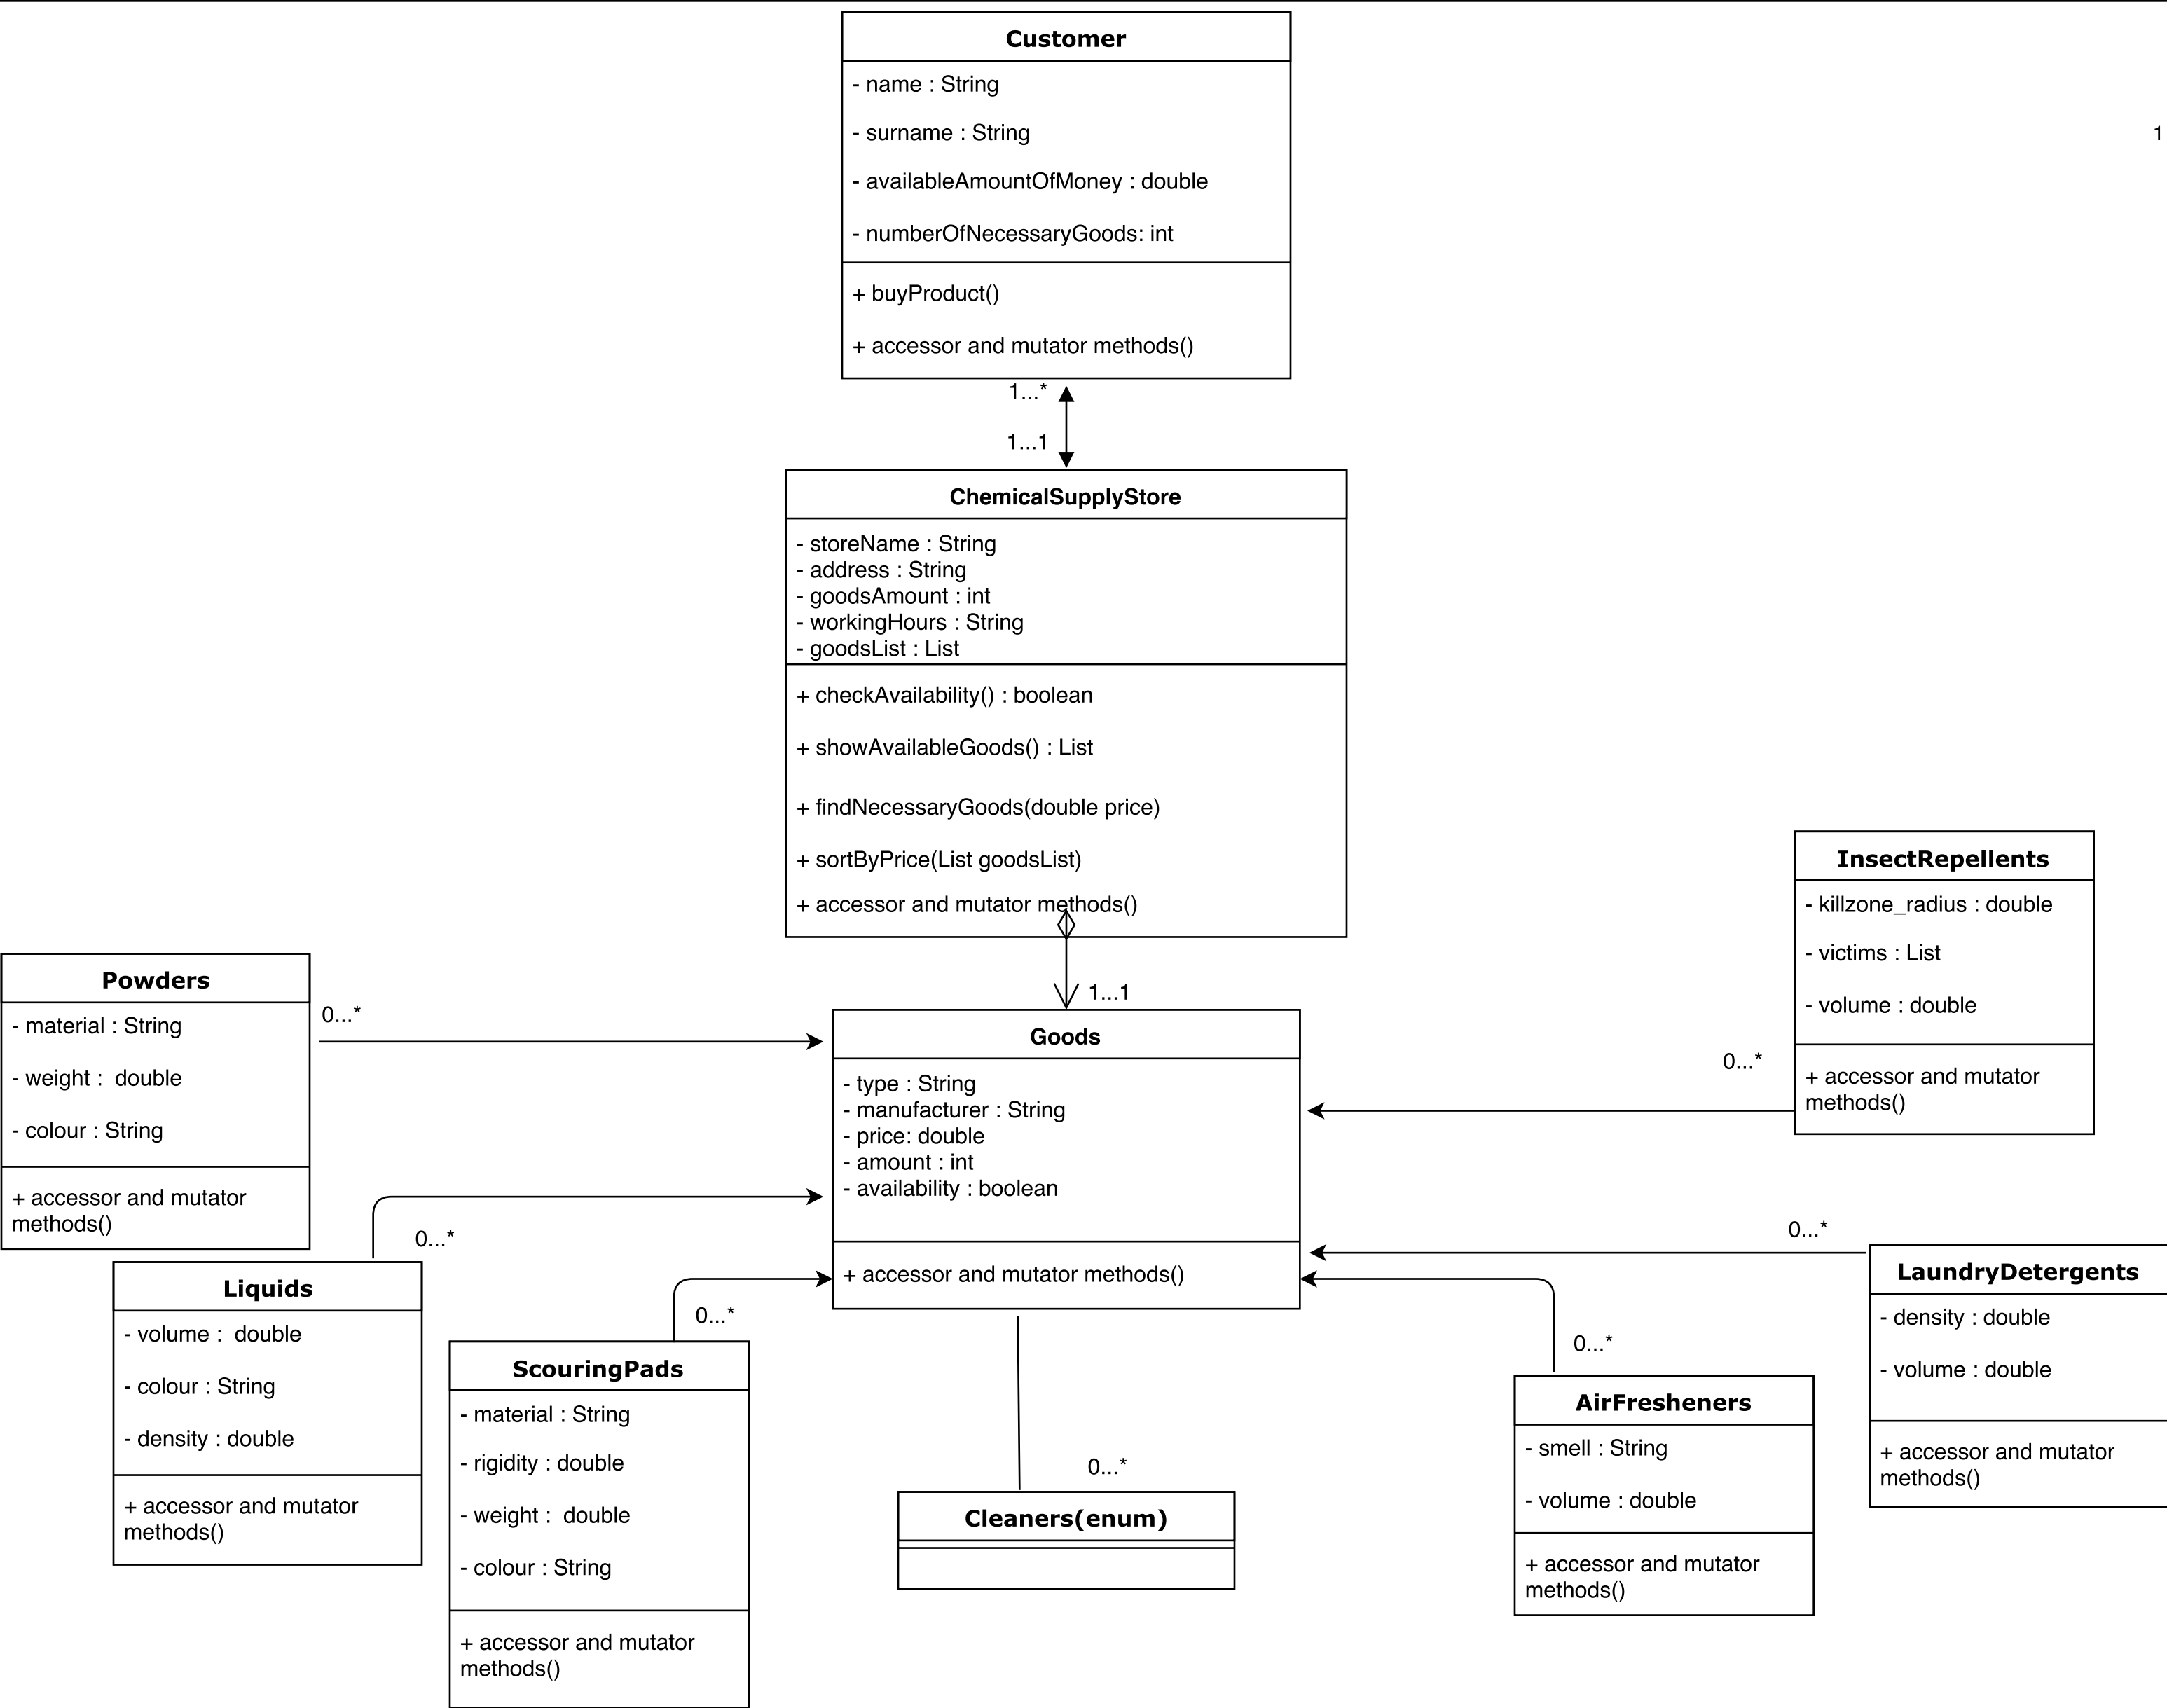 Customer
- name : String
- surname : String
- availableAmountOfMoney : double
- numberOfNecessaryGoods: int
+ buyProduct()
+ accessor and mutator methods()
1
1...*
1...1
ChemicalSupplyStore
- storeName : String
- address : String
- goodsAmount : int
- workingHours : String
- goodsList : List
+ checkAvailability() : boolean
+ showAvailableGoods() : List
+ findNecessaryGoods(double price)
+ sortByPrice(List goodsList)
+ accessor and mutator methods()
1...1
InsectRepellents
- killzone_radius : double
- victims : List
- volume : double
+ accessor and mutator
methods()
0...*
Powders
- material : String
- weight :  double
- colour : String
+ accessor and mutator
methods()
0...*
Goods
- type : String
- manufacturer : String
- price: double
- amount : int
- availability : boolean
+ accessor and mutator methods()
0...*
Liquids
- volume :  double
- colour : String
- density : double
+ accessor and mutator
methods()
0...*
ScouringPads
- material : String
- rigidity : double
- weight :  double
- colour : String
+ accessor and mutator
methods()
0...*
Cleaners(enum)
0...*
AirFresheners
- smell : String
- volume : double
+ accessor and mutator
methods()
0...*
LaundryDetergents
- density : double
- volume : double
+ accessor and mutator
methods()